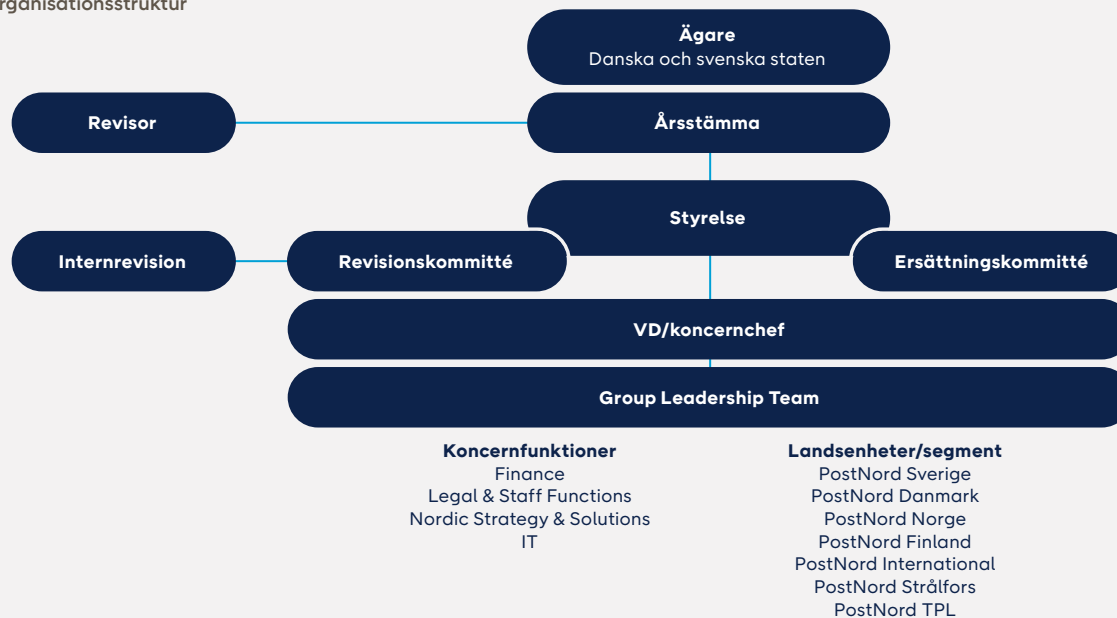 rganisationsstruktur
Ägare
Danska och svenska staten
Revisor
Årsstämma
Styrelse
Internrevision
Revisionskommitté
Ersättningskommitté
VD/koncernchef
Group Leadership Team
Koncernfunktioner
Finance
Legal & Staff Functions
Nordic Strategy & Solutions
IT
Landsenheter/segment
PostNord Sverige
PostNord Danmark
PostNord Norge
PostNord Finland
PostNord International
PostNord Strålfors
PostNord TPL